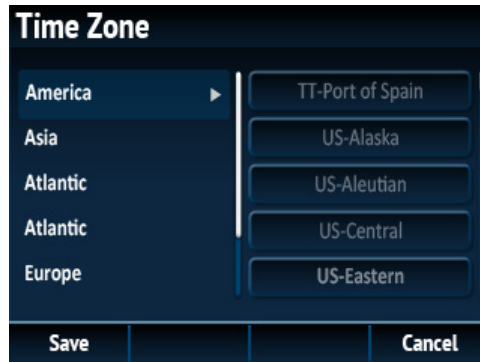 Time Zone
America
Asia
Atlantic
Atlantic
Europe
TT-Port of Spain
US-Alaska
US-Aleutian
US-Central
US-Eastern
Save
Cancel